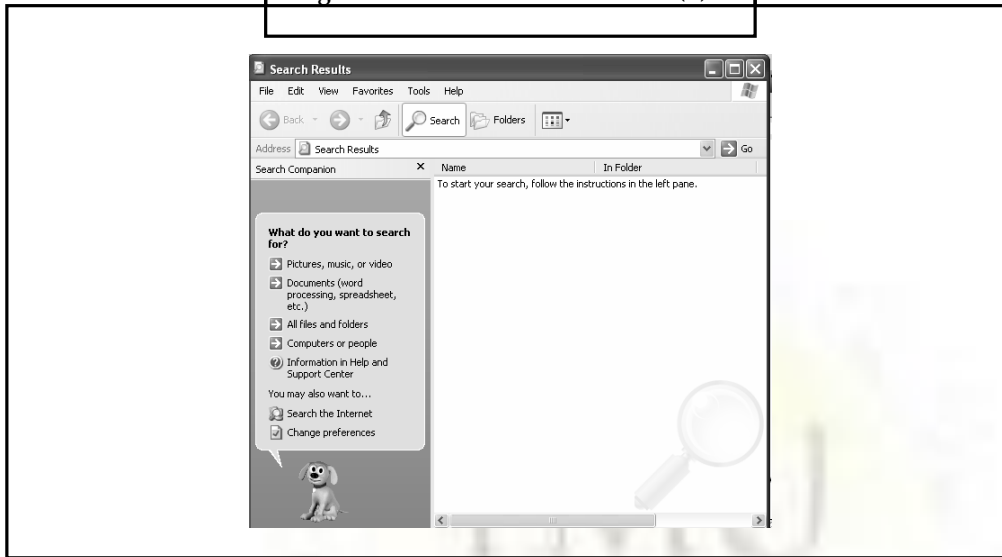 Search Results
File Edit View Favorites Tools Help
Back Search Folders
Address Search Results Go
Search Companion Name In Folder
To start your search, follow the instructions in the left pane.
What do you want to search
for?
Pictures, music, or video
Documents (word
processing, spreadsheet,
etc.)
All files and folders
Computers or people
Information in Help and
Support Center
You may also want to...
Search the Internet
Change preferences